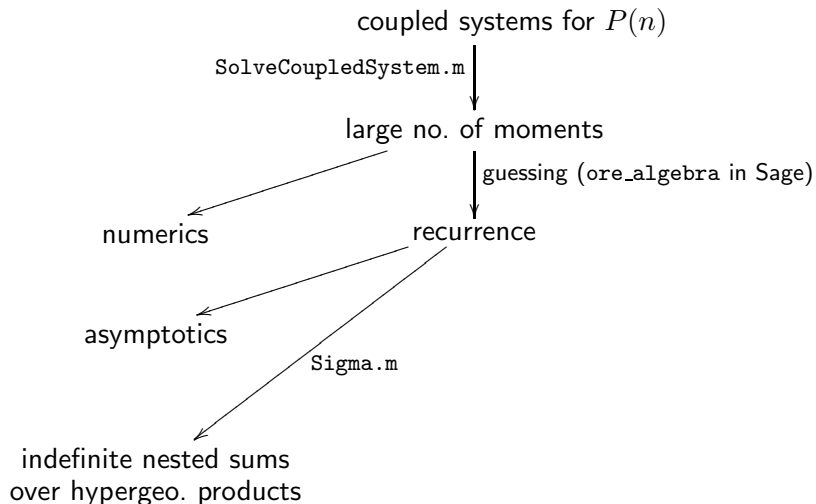 coupled systems for P(n)
SolveCoupledSystem.m
large no. of moments
guessing (ore_algebra in Sage)
numerics
recurrence
asymptotics
Sigma.m
indefinite nested sums
over hypergeo. products